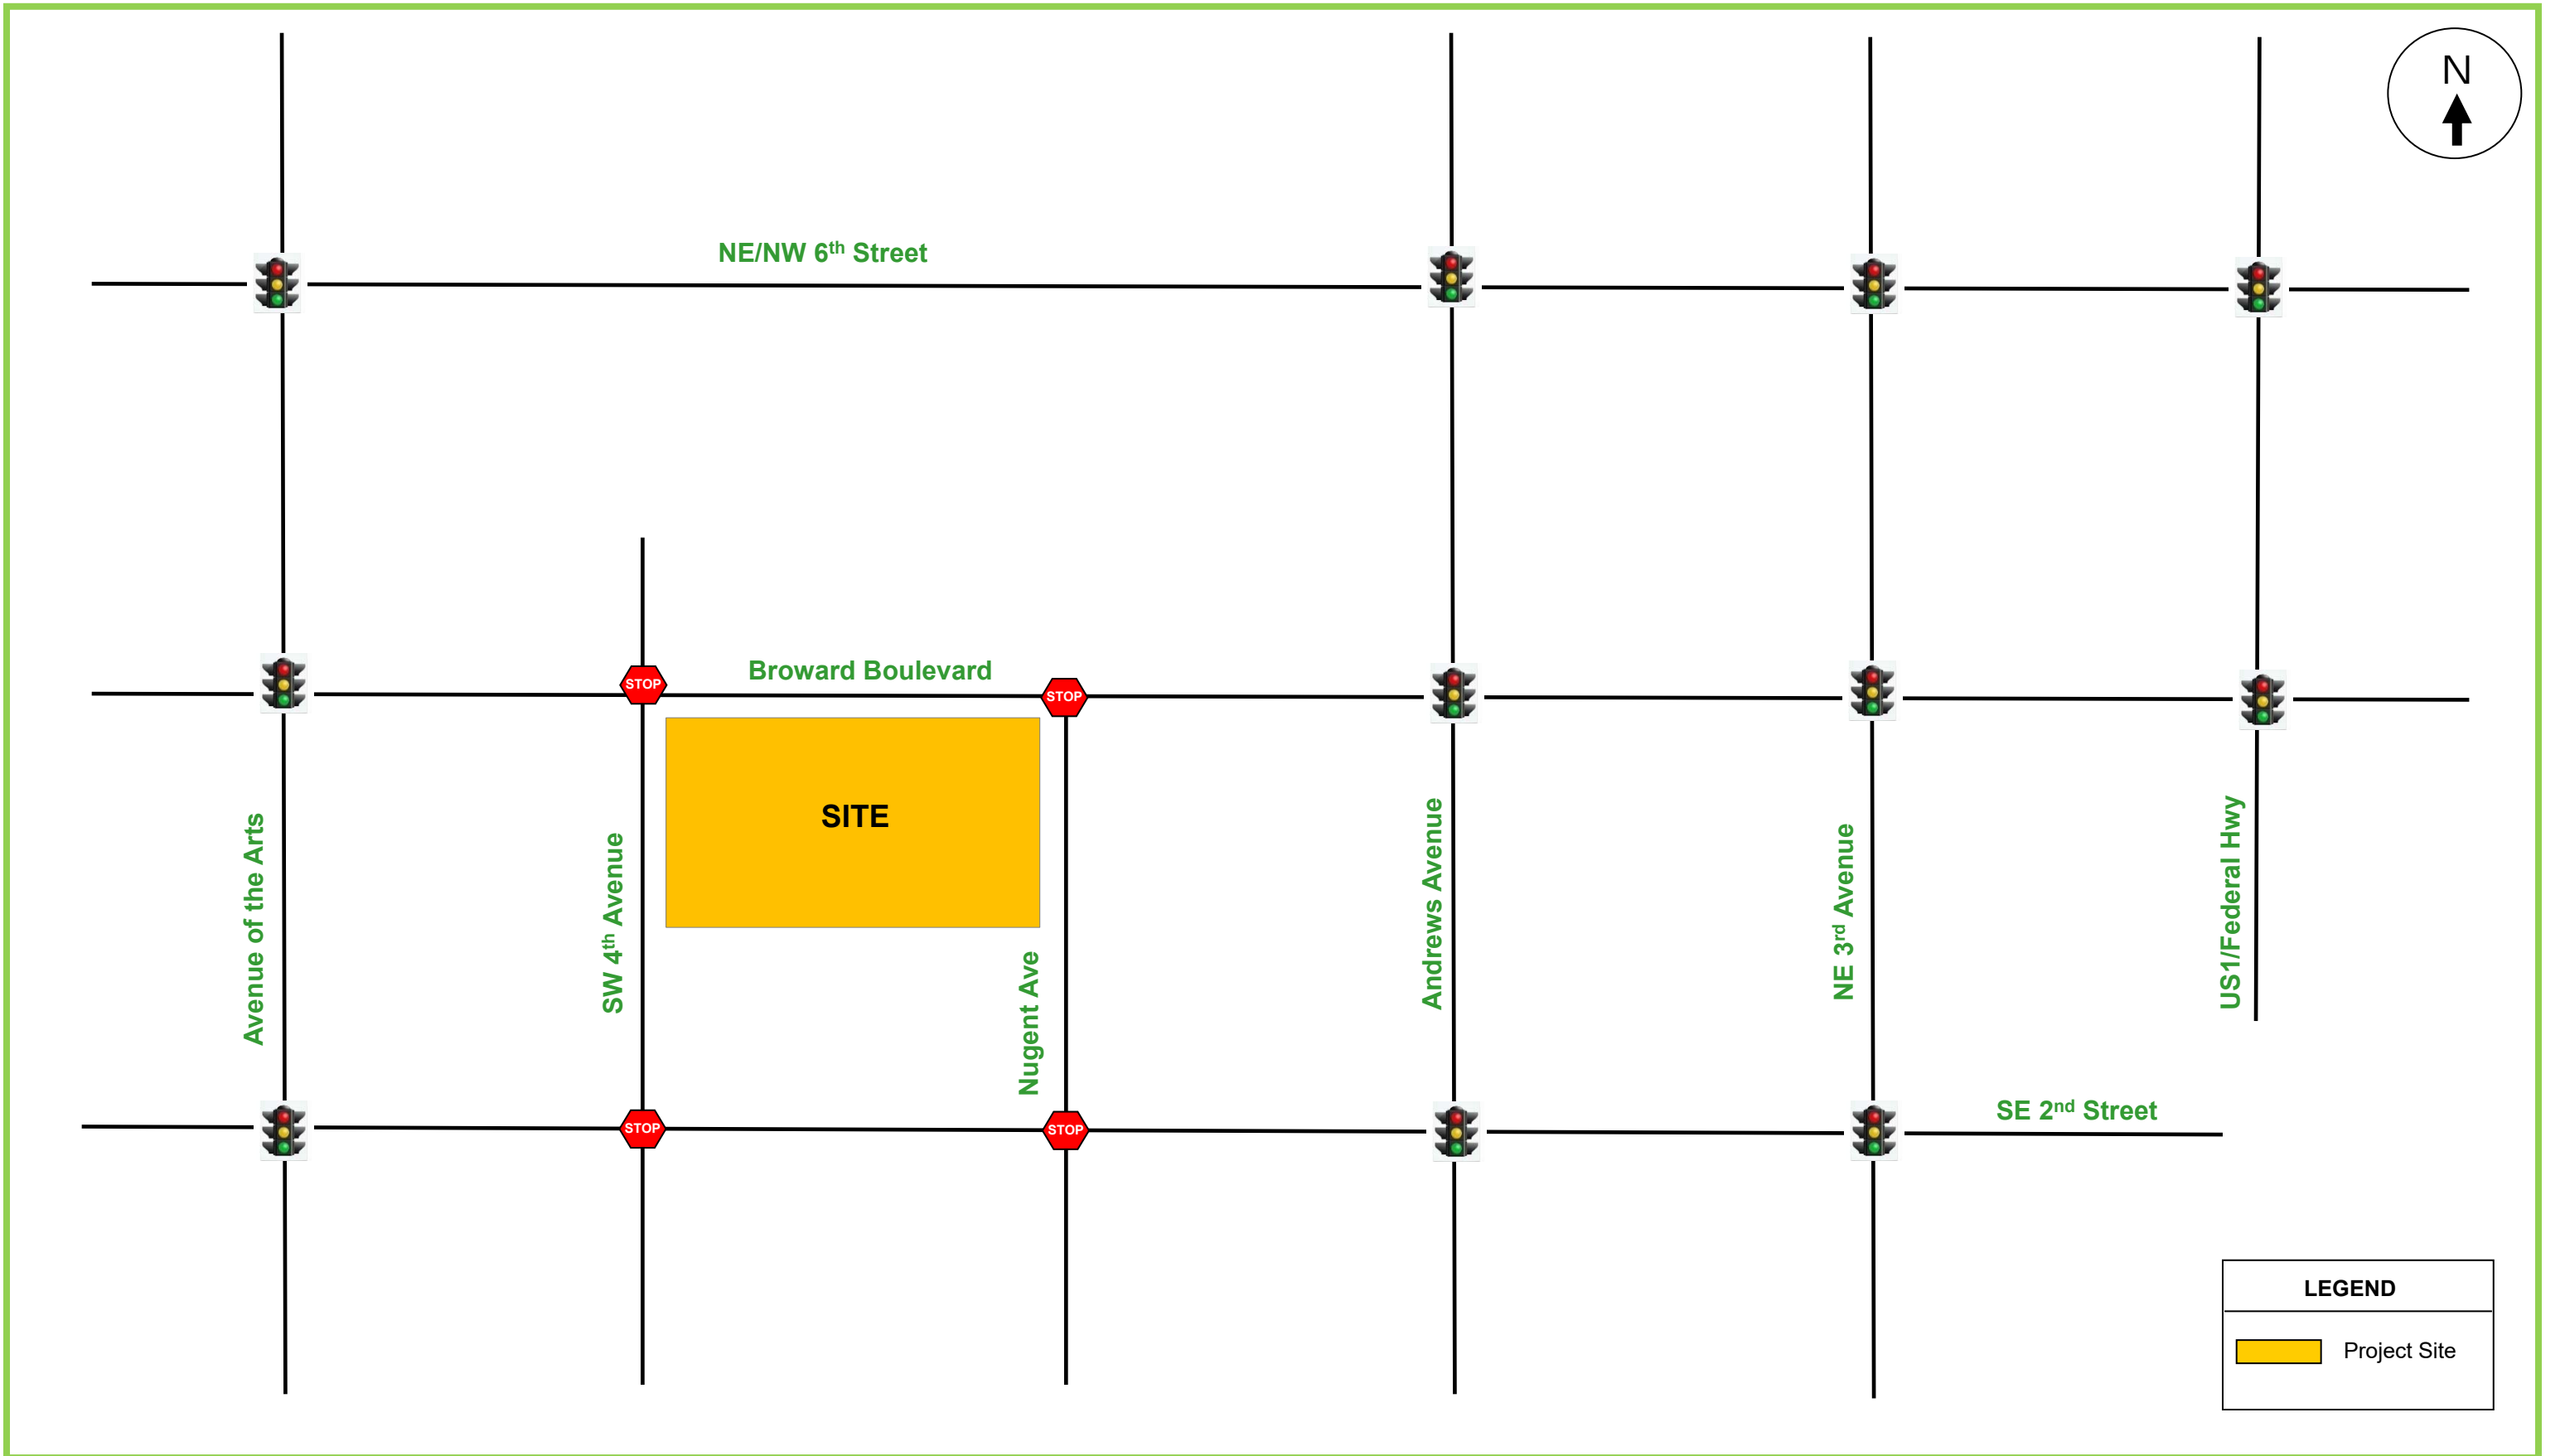 N
NE/NW 6th Street
STOP
Broward Boulevard
STOP
SITE
Avenue of the Arts
SW 4th Avenue
Nugent Ave
Andrews Avenue
NE 3rd Avenue
US1/Federal Hwy
STOP
STOP
SE 2nd Street
LEGEND
Project Site